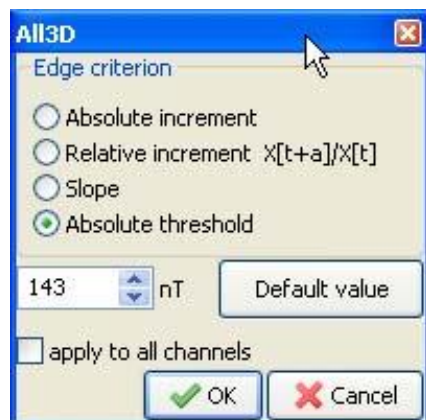 All3D
Edge criterion
Absolute increment
Relative increment X[t+a]/X[t]
Slope
Absolute threshold
143 nT Default value
apply to all channels
OK Cancel